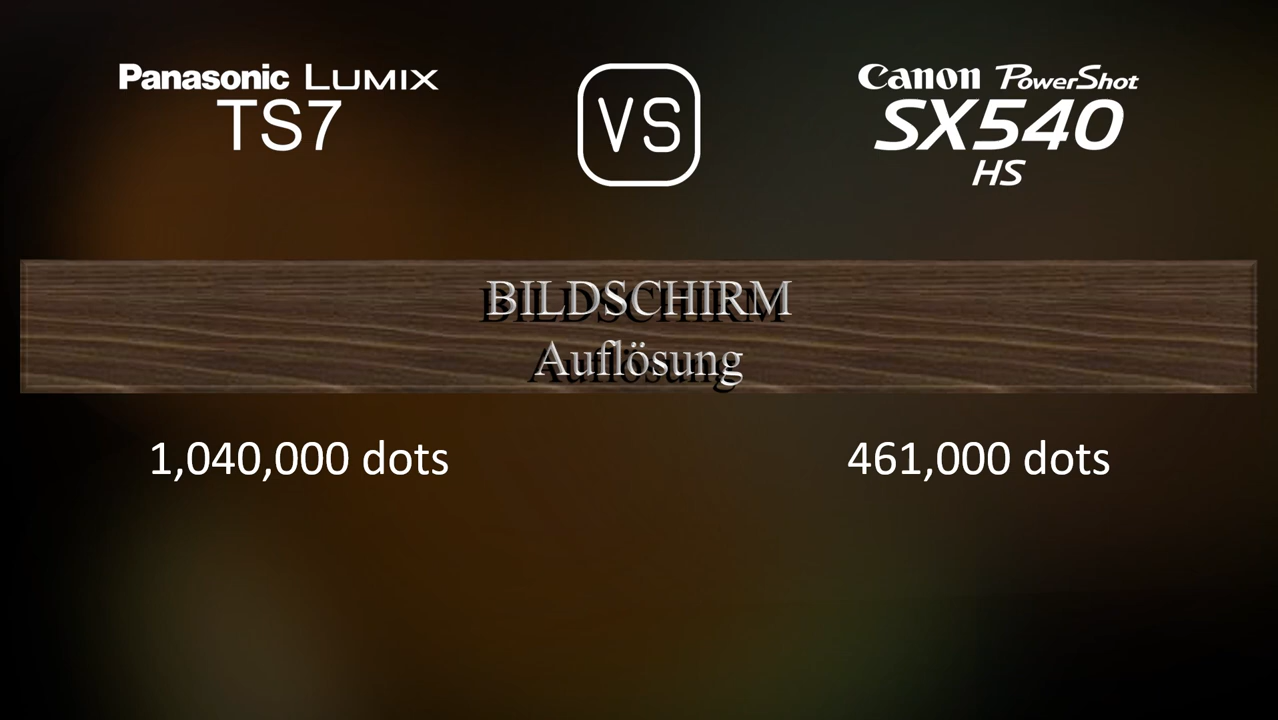 Panasonic LUMIX
TS7
VS
Canon PowerShot
SX540
HS
BILDSCHIRM
Auflösung
1,040,000 dots
461,000 dots